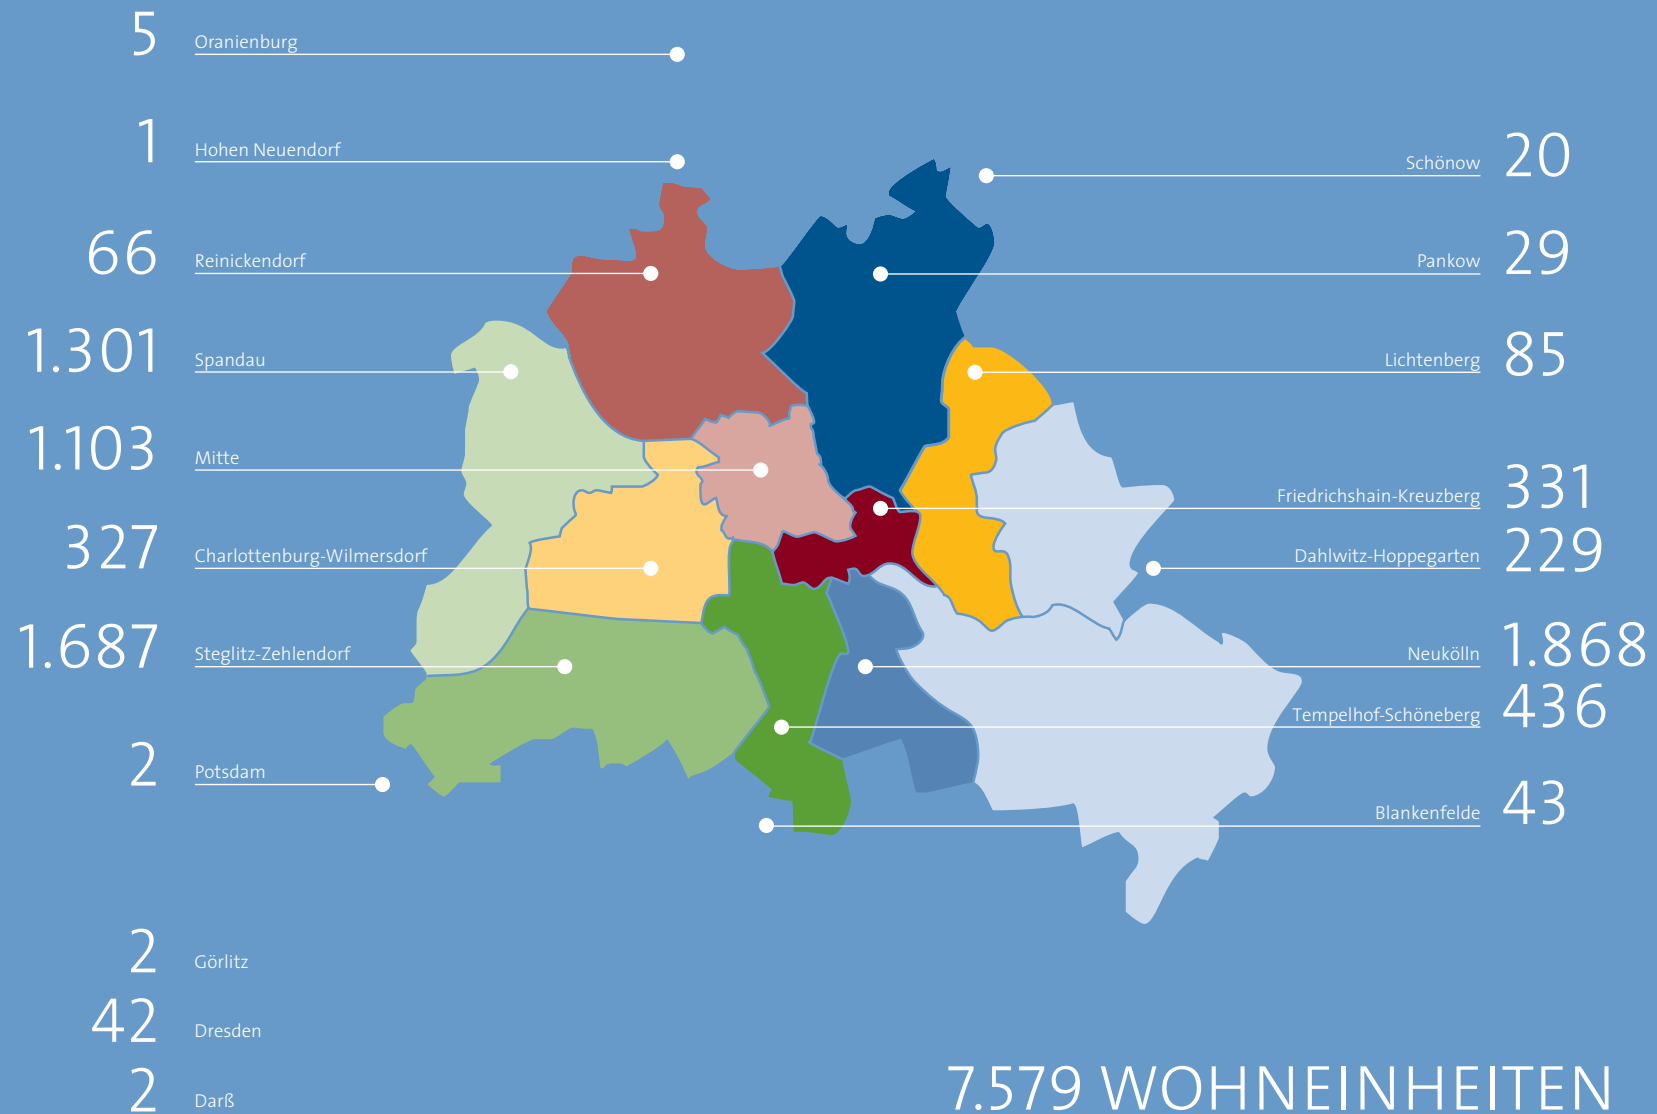 5 Oranienburg
1 Hohen Neuendorf
66 Reinickendorf
1.301 Spandau
1.103 Mitte
327 Charlottenburg-Wilmersdorf
1.687 Steglitz-Zehlendorf
2 Potsdam
Schönow 20
Pankow 29
Lichtenberg 85
Friedrichshain-Kreuzberg 331
Dahlwitz-Hoppegarten 229
Neukölln 1.868
Tempelhof-Schöneberg 436
Blankenfelde 43
2 Görlitz
42 Dresden
2 Darß
7.579 WOHNEINHEITEN